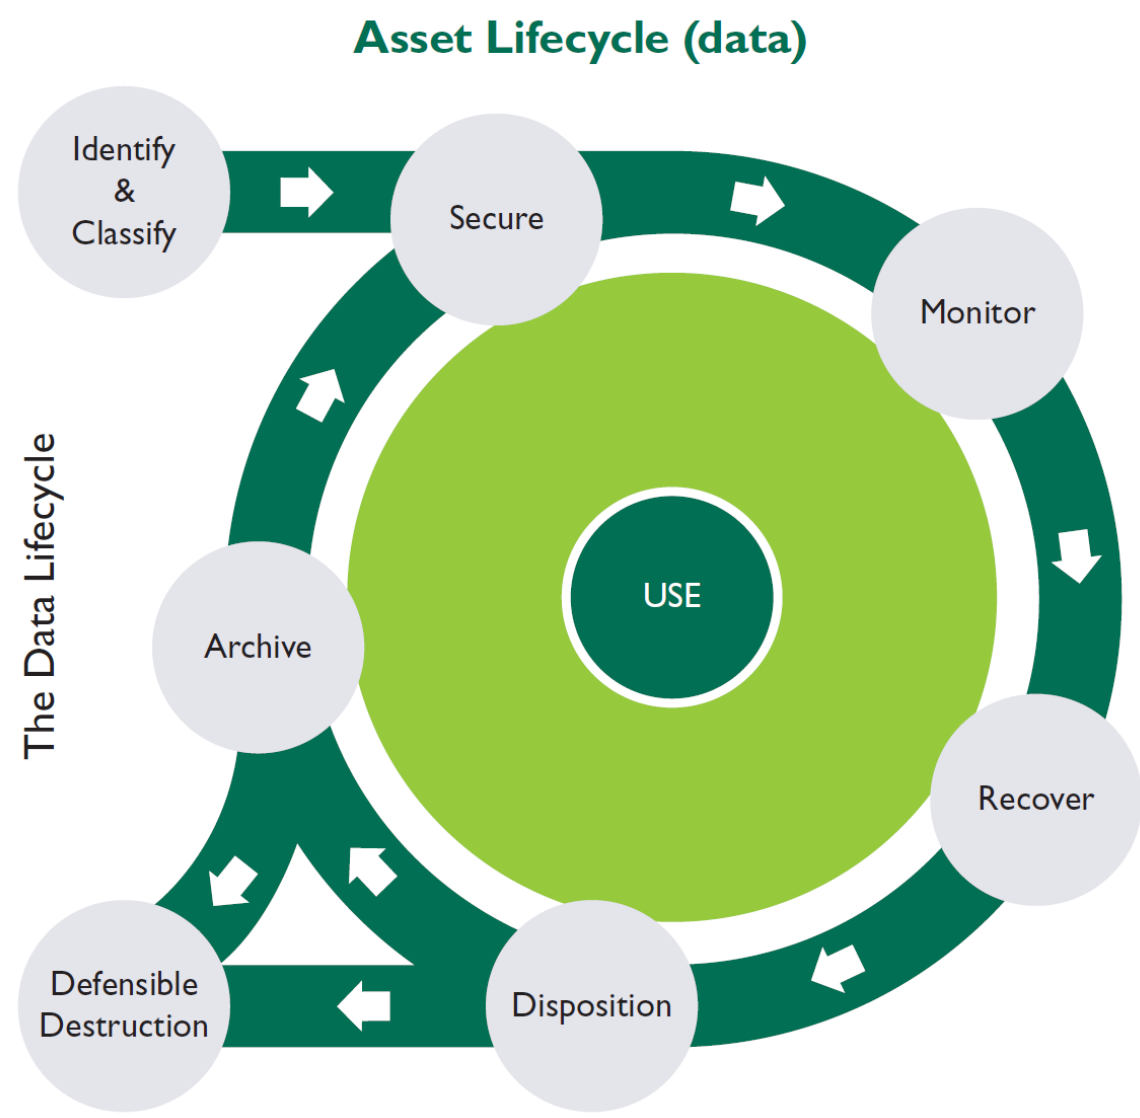 Asset Lifecycle (data)
Identify
&
Classify
Secure
Monitor
The Data Lifecycle
USE
Archive
Recover
Defensible
Destruction
Disposition